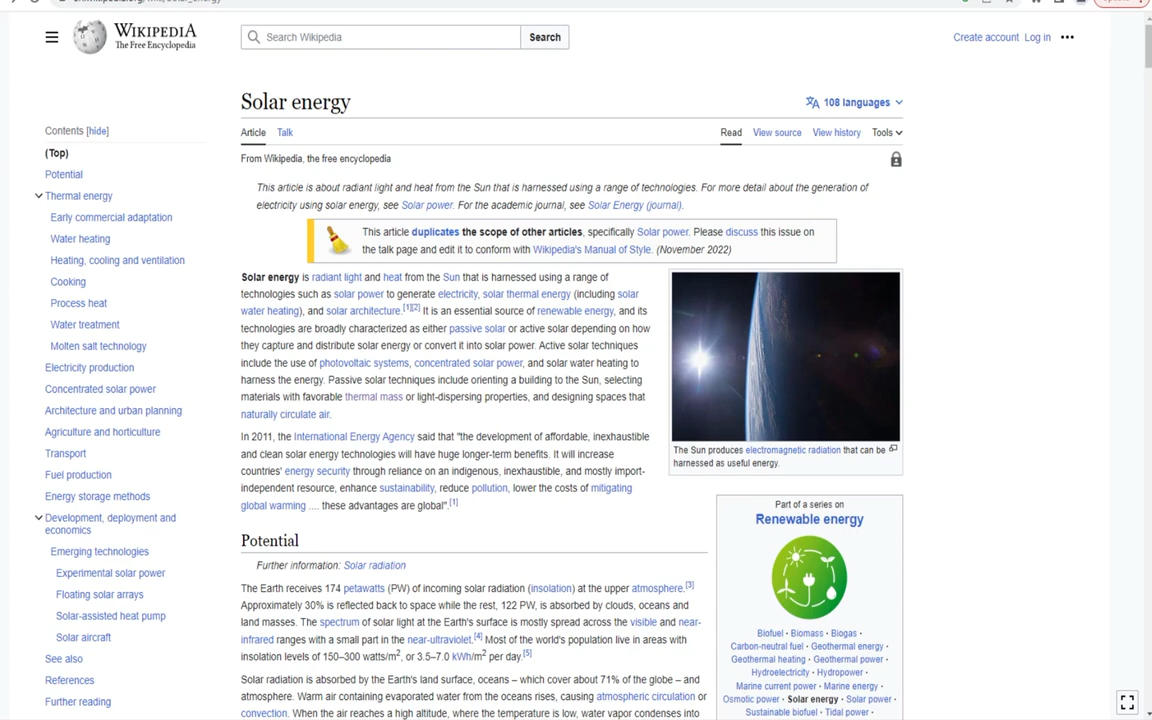 WIKIPEDIA
The Free Encyclopedia
Search Wikipedia
Search
Create account Log in
Solar energy
108 languages
Article Talk
Read View source View history Tools
From Wikipedia, the free encyclopedia
Contents [hide]
(Top)
Potential
Thermal energy
Early commercial adaptation
Water heating
Heating, cooling and ventilation
Cooking
Process heat
Water treatment
Molten salt technology
Electricity production
Concentrated solar power
Architecture and urban planning
Agriculture and horticulture
Transport
Fuel production
Energy storage methods
Development, deployment and
economics
Emerging technologies
Experimental solar power
Floating solar arrays
Solar-assisted heat pump
Solar aircraft
See also
References
Further reading
This article is about radiant light and heat from the Sun that is harnessed using a range of technologies. For more detail about the generation of
electricity using solar energy, see Solar power. For the academic journal, see Solar Energy (journal).
This article duplicates the scope of other articles, specifically Solar power. Please discuss this issue on
the talk page and edit it to conform with Wikipedia's Manual of Style. (November 2022)
Solar energy is radiant light and heat from the Sun that is harnessed using a range of
technologies such as solar power to generate electricity, solar thermal energy (including solar
water heating), and solar architecture.[1][2] It is an essential source of renewable energy, and its
technologies are broadly characterized as either passive solar or active solar depending on how
they capture and distribute solar energy or convert it into solar power. Active solar techniques
include the use of photovoltaic systems, concentrated solar power, and solar water heating to
harness the energy. Passive solar techniques include orienting a building to the Sun, selecting
materials with favorable thermal mass or light-dispersing properties, and designing spaces that
naturally circulate air.
In 2011, the International Energy Agency said that "the development of affordable, inexhaustible
and clean solar energy technologies will have huge longer-term benefits. It will increase
countries' energy security through reliance on an indigenous, inexhaustible, and mostly import-
independent resource, enhance sustainability, reduce pollution, lower the costs of mitigating
global warming .... these advantages are global".[1]
The Sun produces electromagnetic radiation that can be
harnessed as useful energy.
Potential
Further information: Solar radiation
The Earth receives 174 petawatts (PW) of incoming solar radiation (insolation) at the upper atmosphere.[3]
Approximately 30% is reflected back to space while the rest, 122 PW, is absorbed by clouds, oceans and
land masses. The spectrum of solar light at the Earth's surface is mostly spread across the visible and near-
infrared ranges with a small part in the near-ultraviolet.[4] Most of the world's population live in areas with
insolation levels of 150–300 watts/m2, or 3.5–7.0 kWh/m2 per day.[5]
Solar radiation is absorbed by the Earth's land surface, oceans – which cover about 71% of the globe – and
atmosphere. Warm air containing evaporated water from the oceans rises, causing atmospheric circulation or
convection. When the air reaches a high altitude, where the temperature is low, water vapor condenses into
Part of a series on
Renewable energy
Biofuel · Biomass · Biogas ·
Carbon-neutral fuel · Geothermal energy ·
Geothermal heating · Geothermal power ·
Hydroelectricity · Hydropower ·
Marine current power · Marine energy ·
Osmotic power · Solar energy · Solar power ·
Sustainable biofuel · Tidal power ·